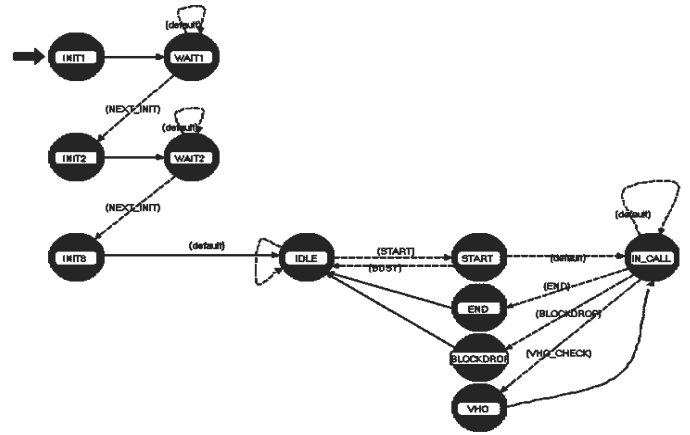 (default)
INIT1
WAIT1
(NEXT_INIT)
(default)
INIT2
WAIT2
(NEXT_INIT)
(default)
(default)
INIT3
IDLE
(START)
START
(default)
IN_CALL
(BUSY)
(END)
END
(BLOCKDROP)
BLOCKDROP
(VHO_CHECK)
VHO